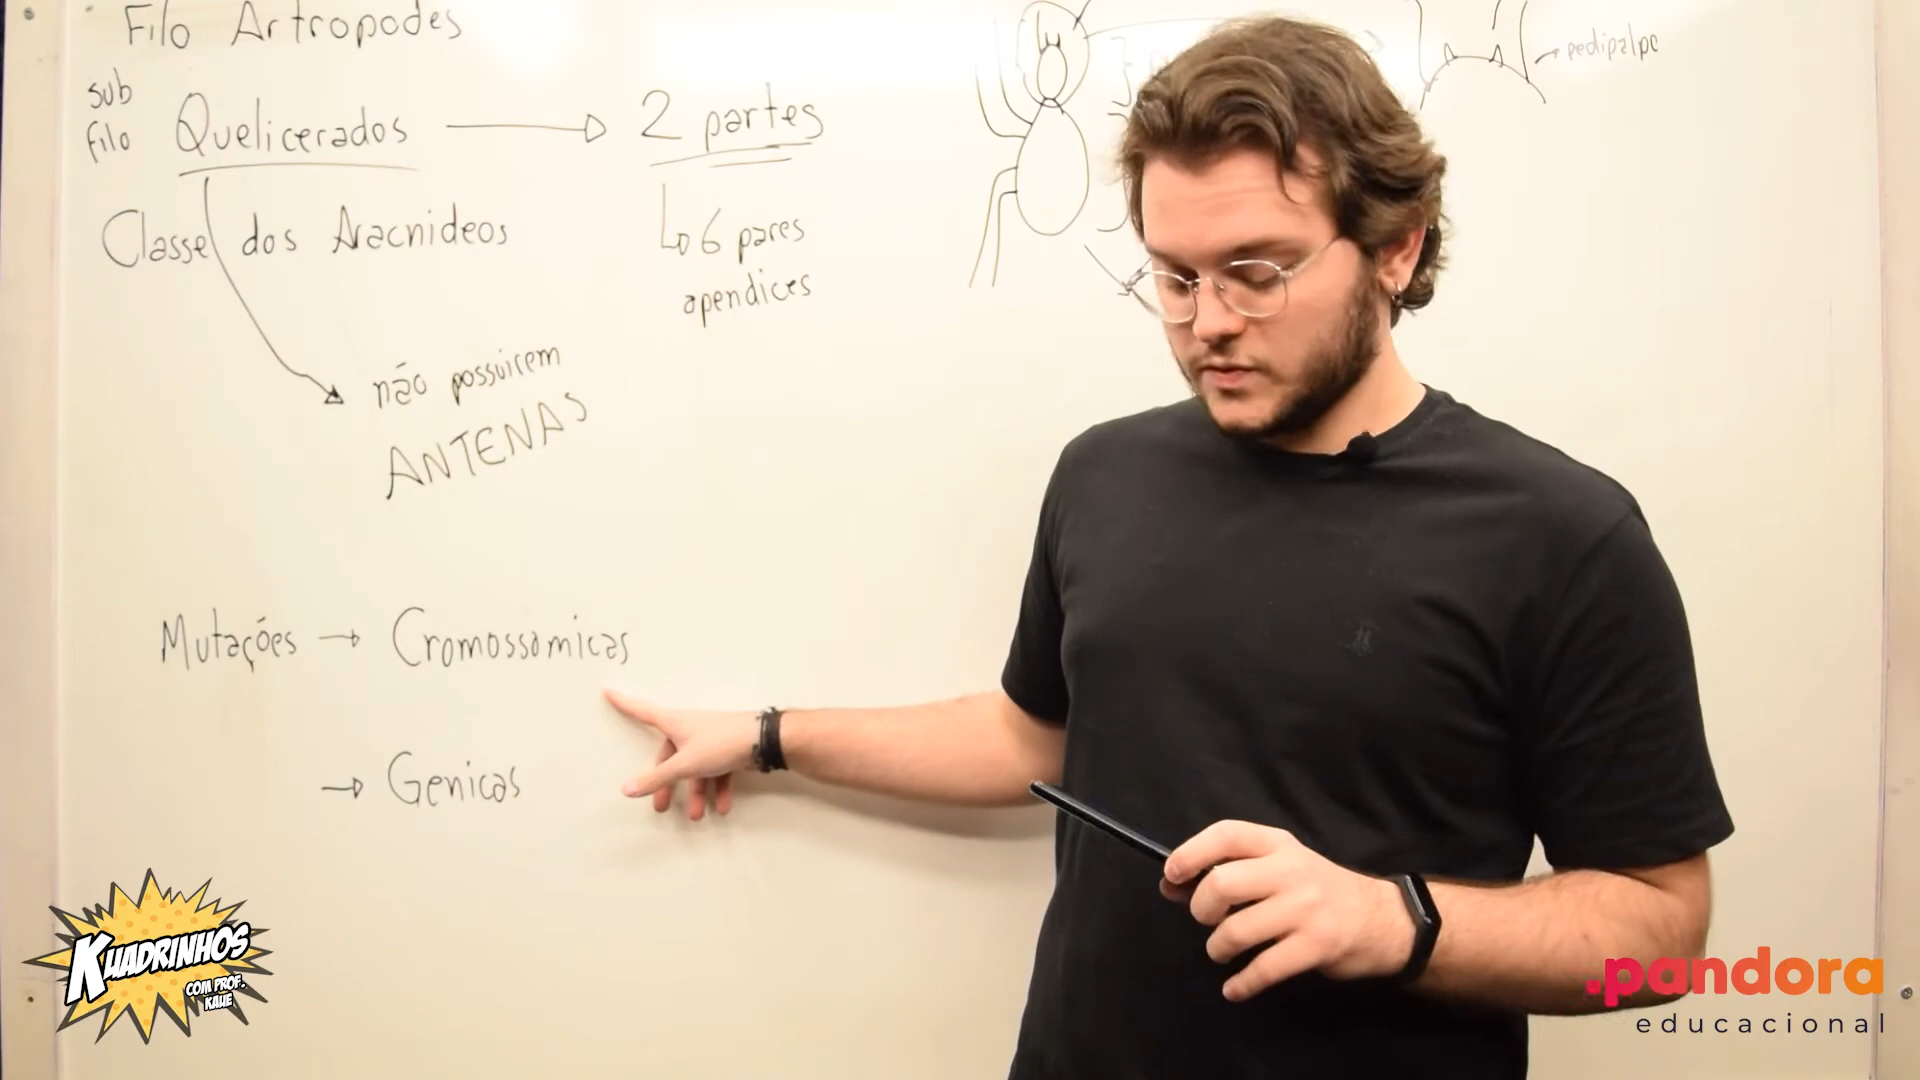 Filo Artropodes
sub
filo Quelicerados → 2 partes
Classe dos Aracnideos
↳ 6 pares
apendices
não possuirem
ANTENAS
pedipalpo
Mutações → Cromossomicas
→ Genicas
KUADRINHOS
COM PROF.
KAUE
.pandora
educacional